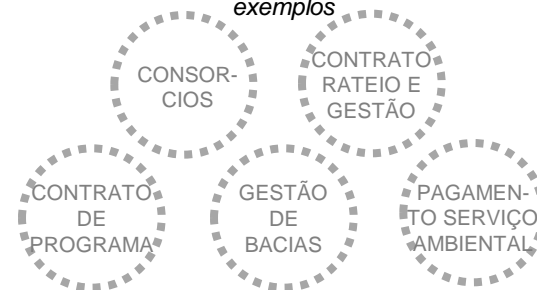 exemplos
CONSOR-
CIOS
CONTRATO
RATEIO E
GESTÃO
CONTRATO
DE
PROGRAMA
GESTÃO
DE
BACIAS
PAGAMEN-
TO SERVIÇO
AMBIENTAL